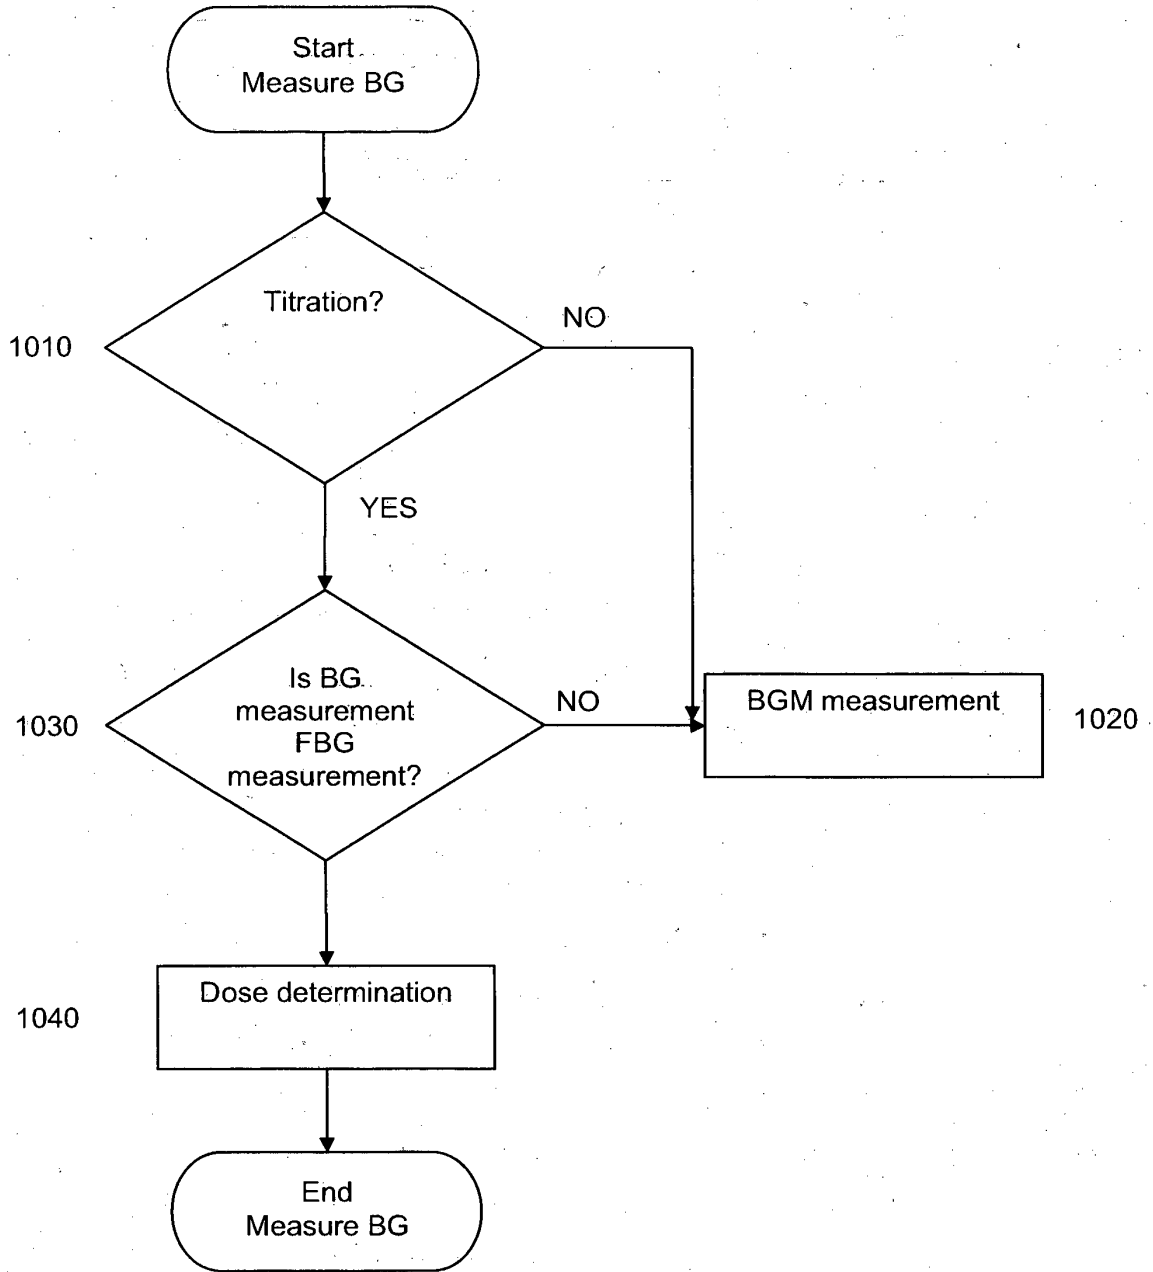 Start
Measure BG
Titration?
NO
1010
YES
Is BG
measurement
FBG
measurement?
NO
BGM measurement
1020
1030
Dose determination
1040
End
Measure BG